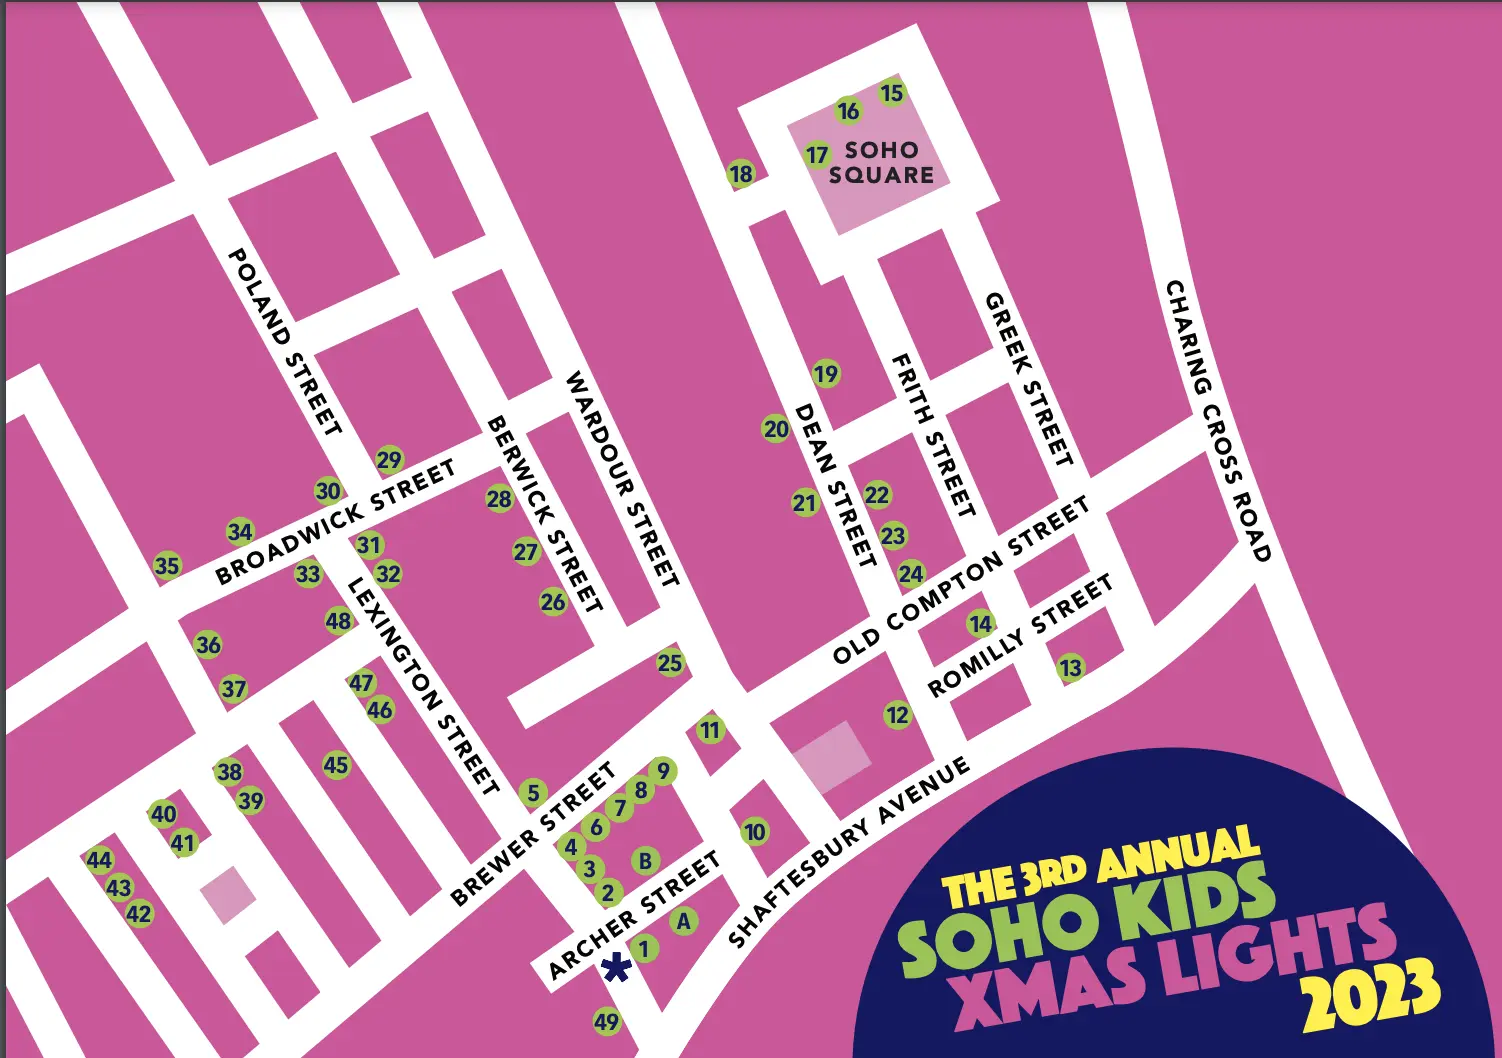 15
16
17
SOHO
SQUARE
18
POLAND STREET
GREEK STREET
CHARING CROSS ROAD
FRITH STREET
19
WARDOUR STREET
DEAN STREET
20
BERWICK STREET
29
30
BROADWICK STREET
28
21
22
34
23
31
27
35
33
32
24
OLD COMPTON STREET
LEXINGTON STREET
26
48
14
ROMILLY STREET
36
25
13
47
37
46
12
11
45
38
9
5
8
39
7
BREWER STREET
40
6
10
SHAFTESBURY AVENUE
41
4
44
B
3
43
2
ARCHER STREET
42
A
1
*
49
THE 3RD ANNUAL
SOHO KIDS
XMAS LIGHTS
2023